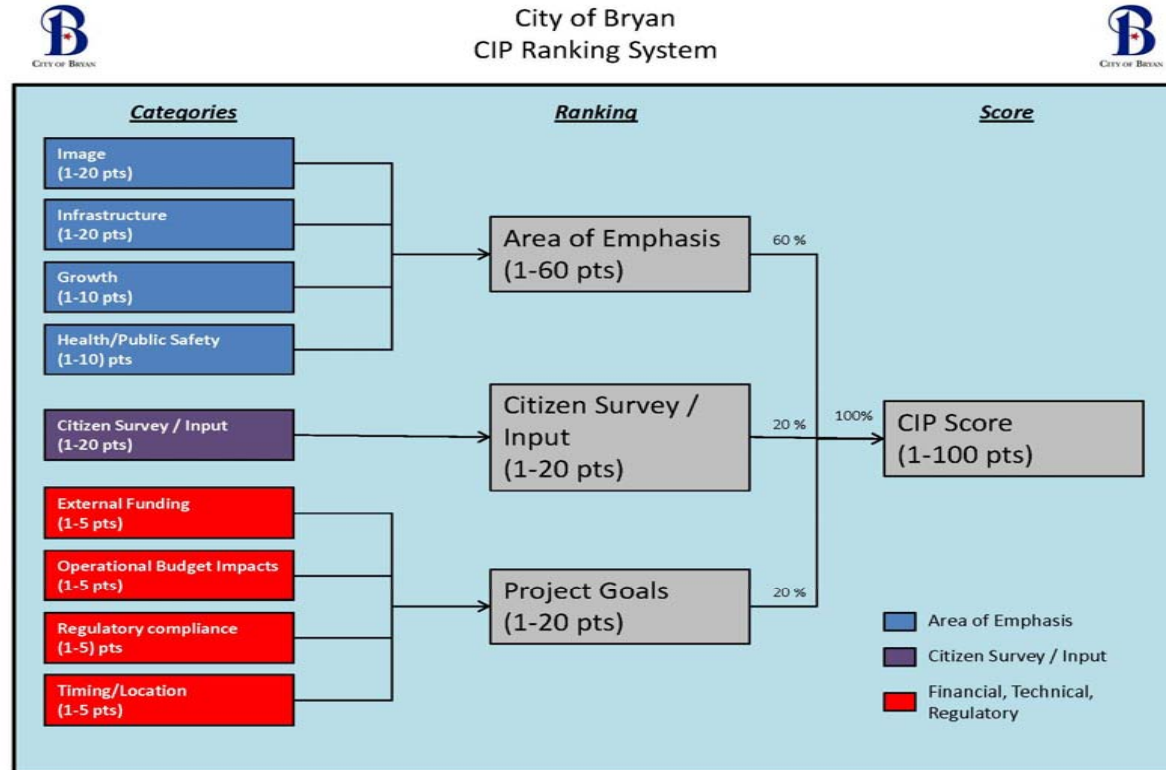 City of Bryan
CIP Ranking System
B
CITY OF BRYAN
B
CITY OF BRYAN
Categories
Ranking
Score
Image
(1-20 pts)
Infrastructure
(1-20 pts)
Growth
(1-10 pts)
Health/Public Safety
(1-10) pts
Citizen Survey / Input
(1-20 pts)
External Funding
(1-5 pts)
Operational Budget Impacts
(1-5 pts)
Regulatory compliance
(1-5) pts
Timing/Location
(1-5 pts)
Area of Emphasis
(1-60 pts)
Citizen Survey /
Input
(1-20 pts)
Project Goals
(1-20 pts)
60 %
20 %
20 %
100%
CIP Score
(1-100 pts)
Area of Emphasis
Citizen Survey / Input
Financial, Technical,
Regulatory